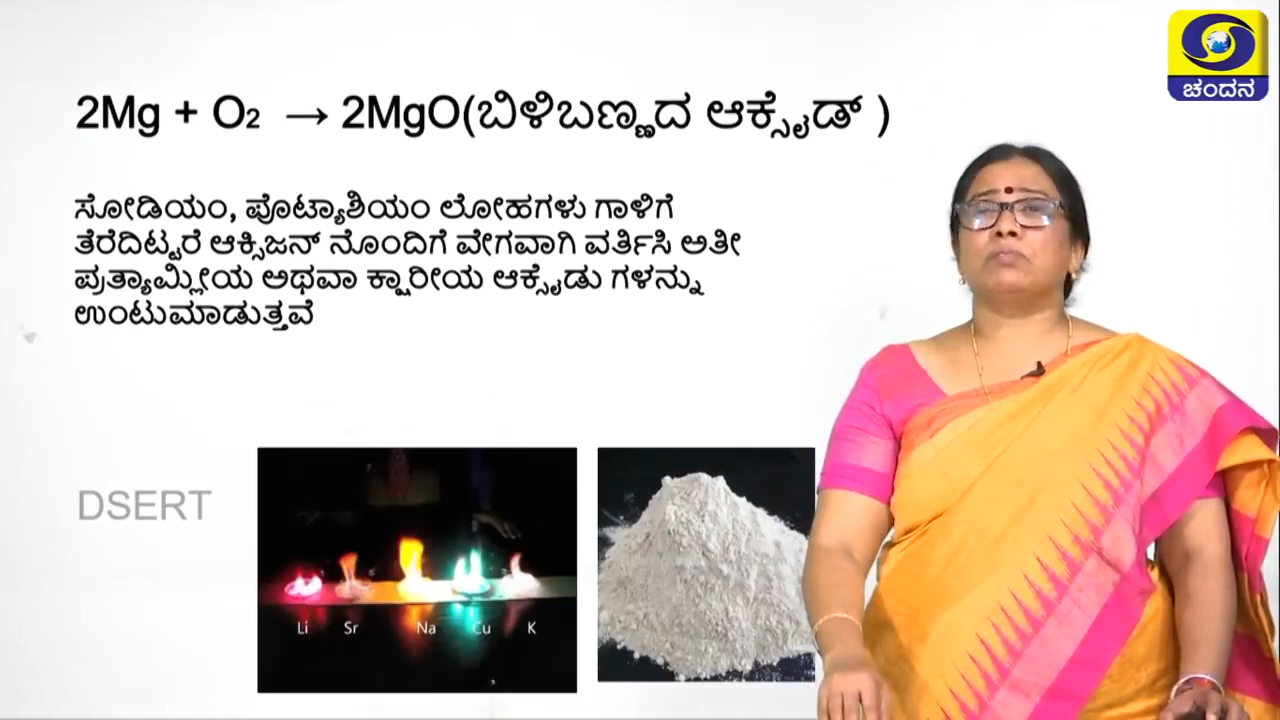 ಚಂದನ
2Mg + O₂ → 2MgO(ಬಿಳಿಬಣ್ಣದ ಆಕ್ಸೈಡ್ )
ಸೋಡಿಯಂ, ಪೊಟ್ಯಾಶಿಯಂ ಲೋಹಗಳು ಗಾಳಿಗೆ
ತೆರೆದಿಟ್ಟರೆ ಆಕ್ಸಿಜನ್ ನೊಂದಿಗೆ ವೇಗವಾಗಿ ವರ್ತಿಸಿ ಅತೀ
ಪ್ರತ್ಯಾಮ್ಲೀಯ ಅಥವಾ ಕ್ಷಾರೀಯ ಆಕ್ಸೈಡು ಗಳನ್ನು
ಉಂಟುಮಾಡುತ್ತವೆ
DSERT
Li Sr Na Cu K